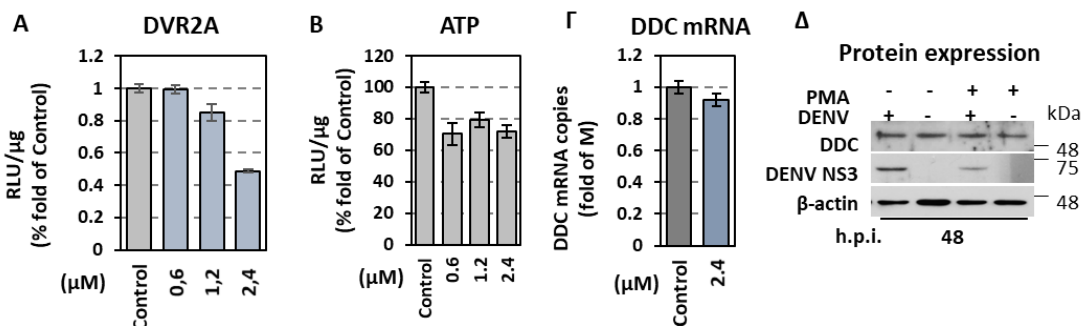 Α
DVR2A
RLU/µg
(% fold of Control)
1.2
1
0.8
0.6
0.4
0.2
0
(µM)
Control
0,6
1,2
2,4
Β
ATP
RLU/µg
(% fold of Control)
120
100
80
60
40
20
0
(µM)
Control
0.6
1.2
2.4
Γ
DDC mRNA
DDC mRNA copies
(fold of M)
1.2
1
0.8
0.6
0.4
0.2
0
(µM)
Control
2.4
Δ
Protein expression
PMA - - + +
DENV + - + - kDa
DDC 48
DENV NS3 75
β-actin 48
h.p.i. 48